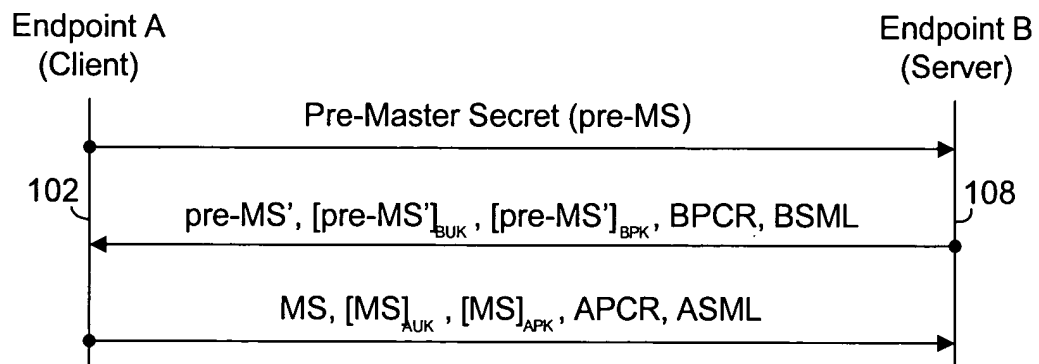 Endpoint A
(Client)
Endpoint B
(Server)
Pre-Master Secret (pre-MS)
102
108
pre-MS', [pre-MS']BUK, [pre-MS']BPK, BPCR, BSML
MS, [MS]AUK , [MS]APK, APCR, ASML